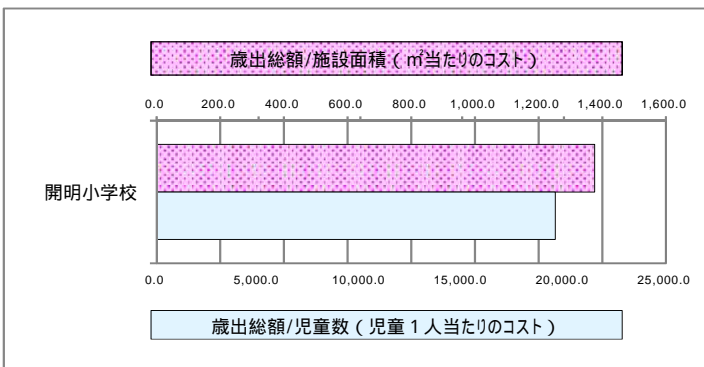 歳出総額/施設面積(㎡当たりのコスト)
0.0 200.0 400.0 600.0 800.0 1,000.0 1,200.0 1,400.0 1,600.0
開明小学校
0.0 5,000.0 10,000.0 15,000.0 20,000.0 25,000.0
歳出総額/児童数(児童1人当たりのコスト)